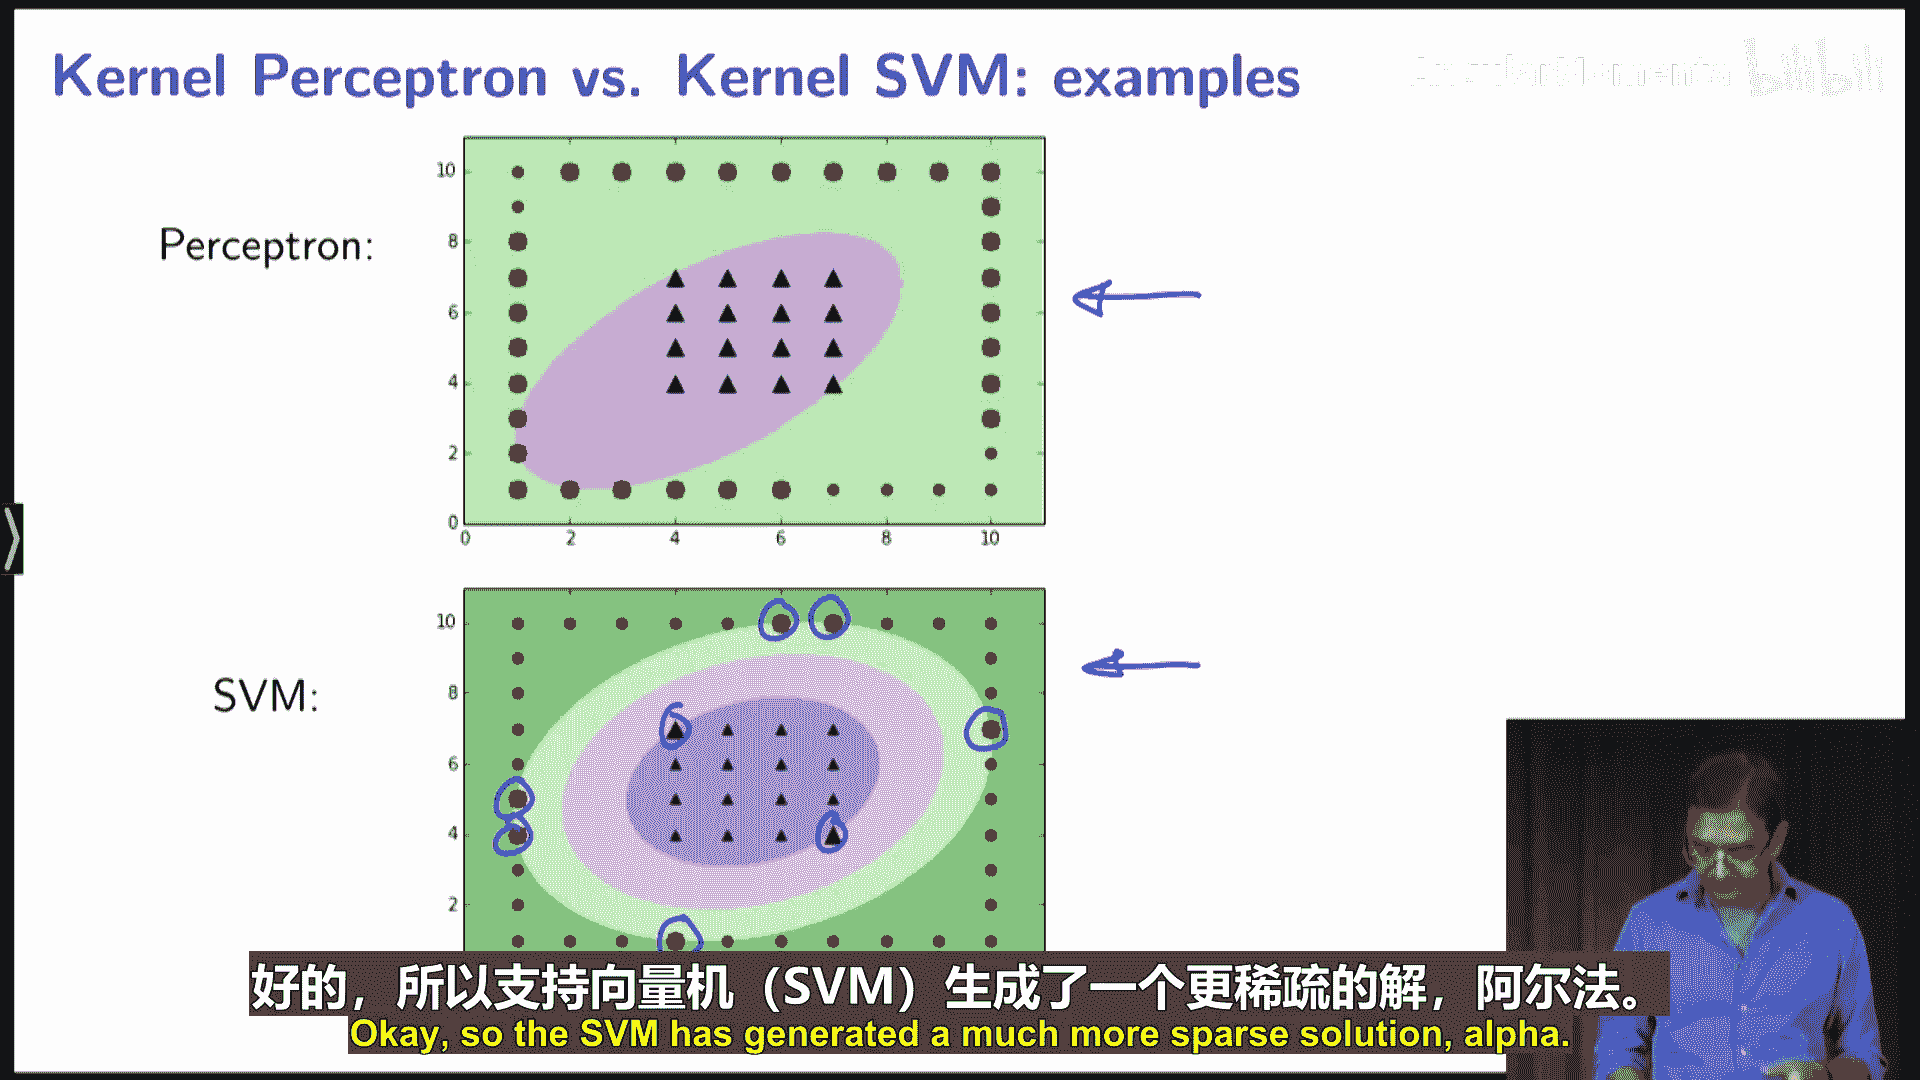 Kernel Perceptron vs. Kernel SVM: examples
bilibili
Perceptron:
10
8
6
4
2
0
0 2 4 6 8 10
SVM:
10
8
6
4
2
好的，所以支持向量机（SVM）生成了一个更稀疏的解，阿尔法。
Okay, so the SVM has generated a much more sparse solution, alpha.